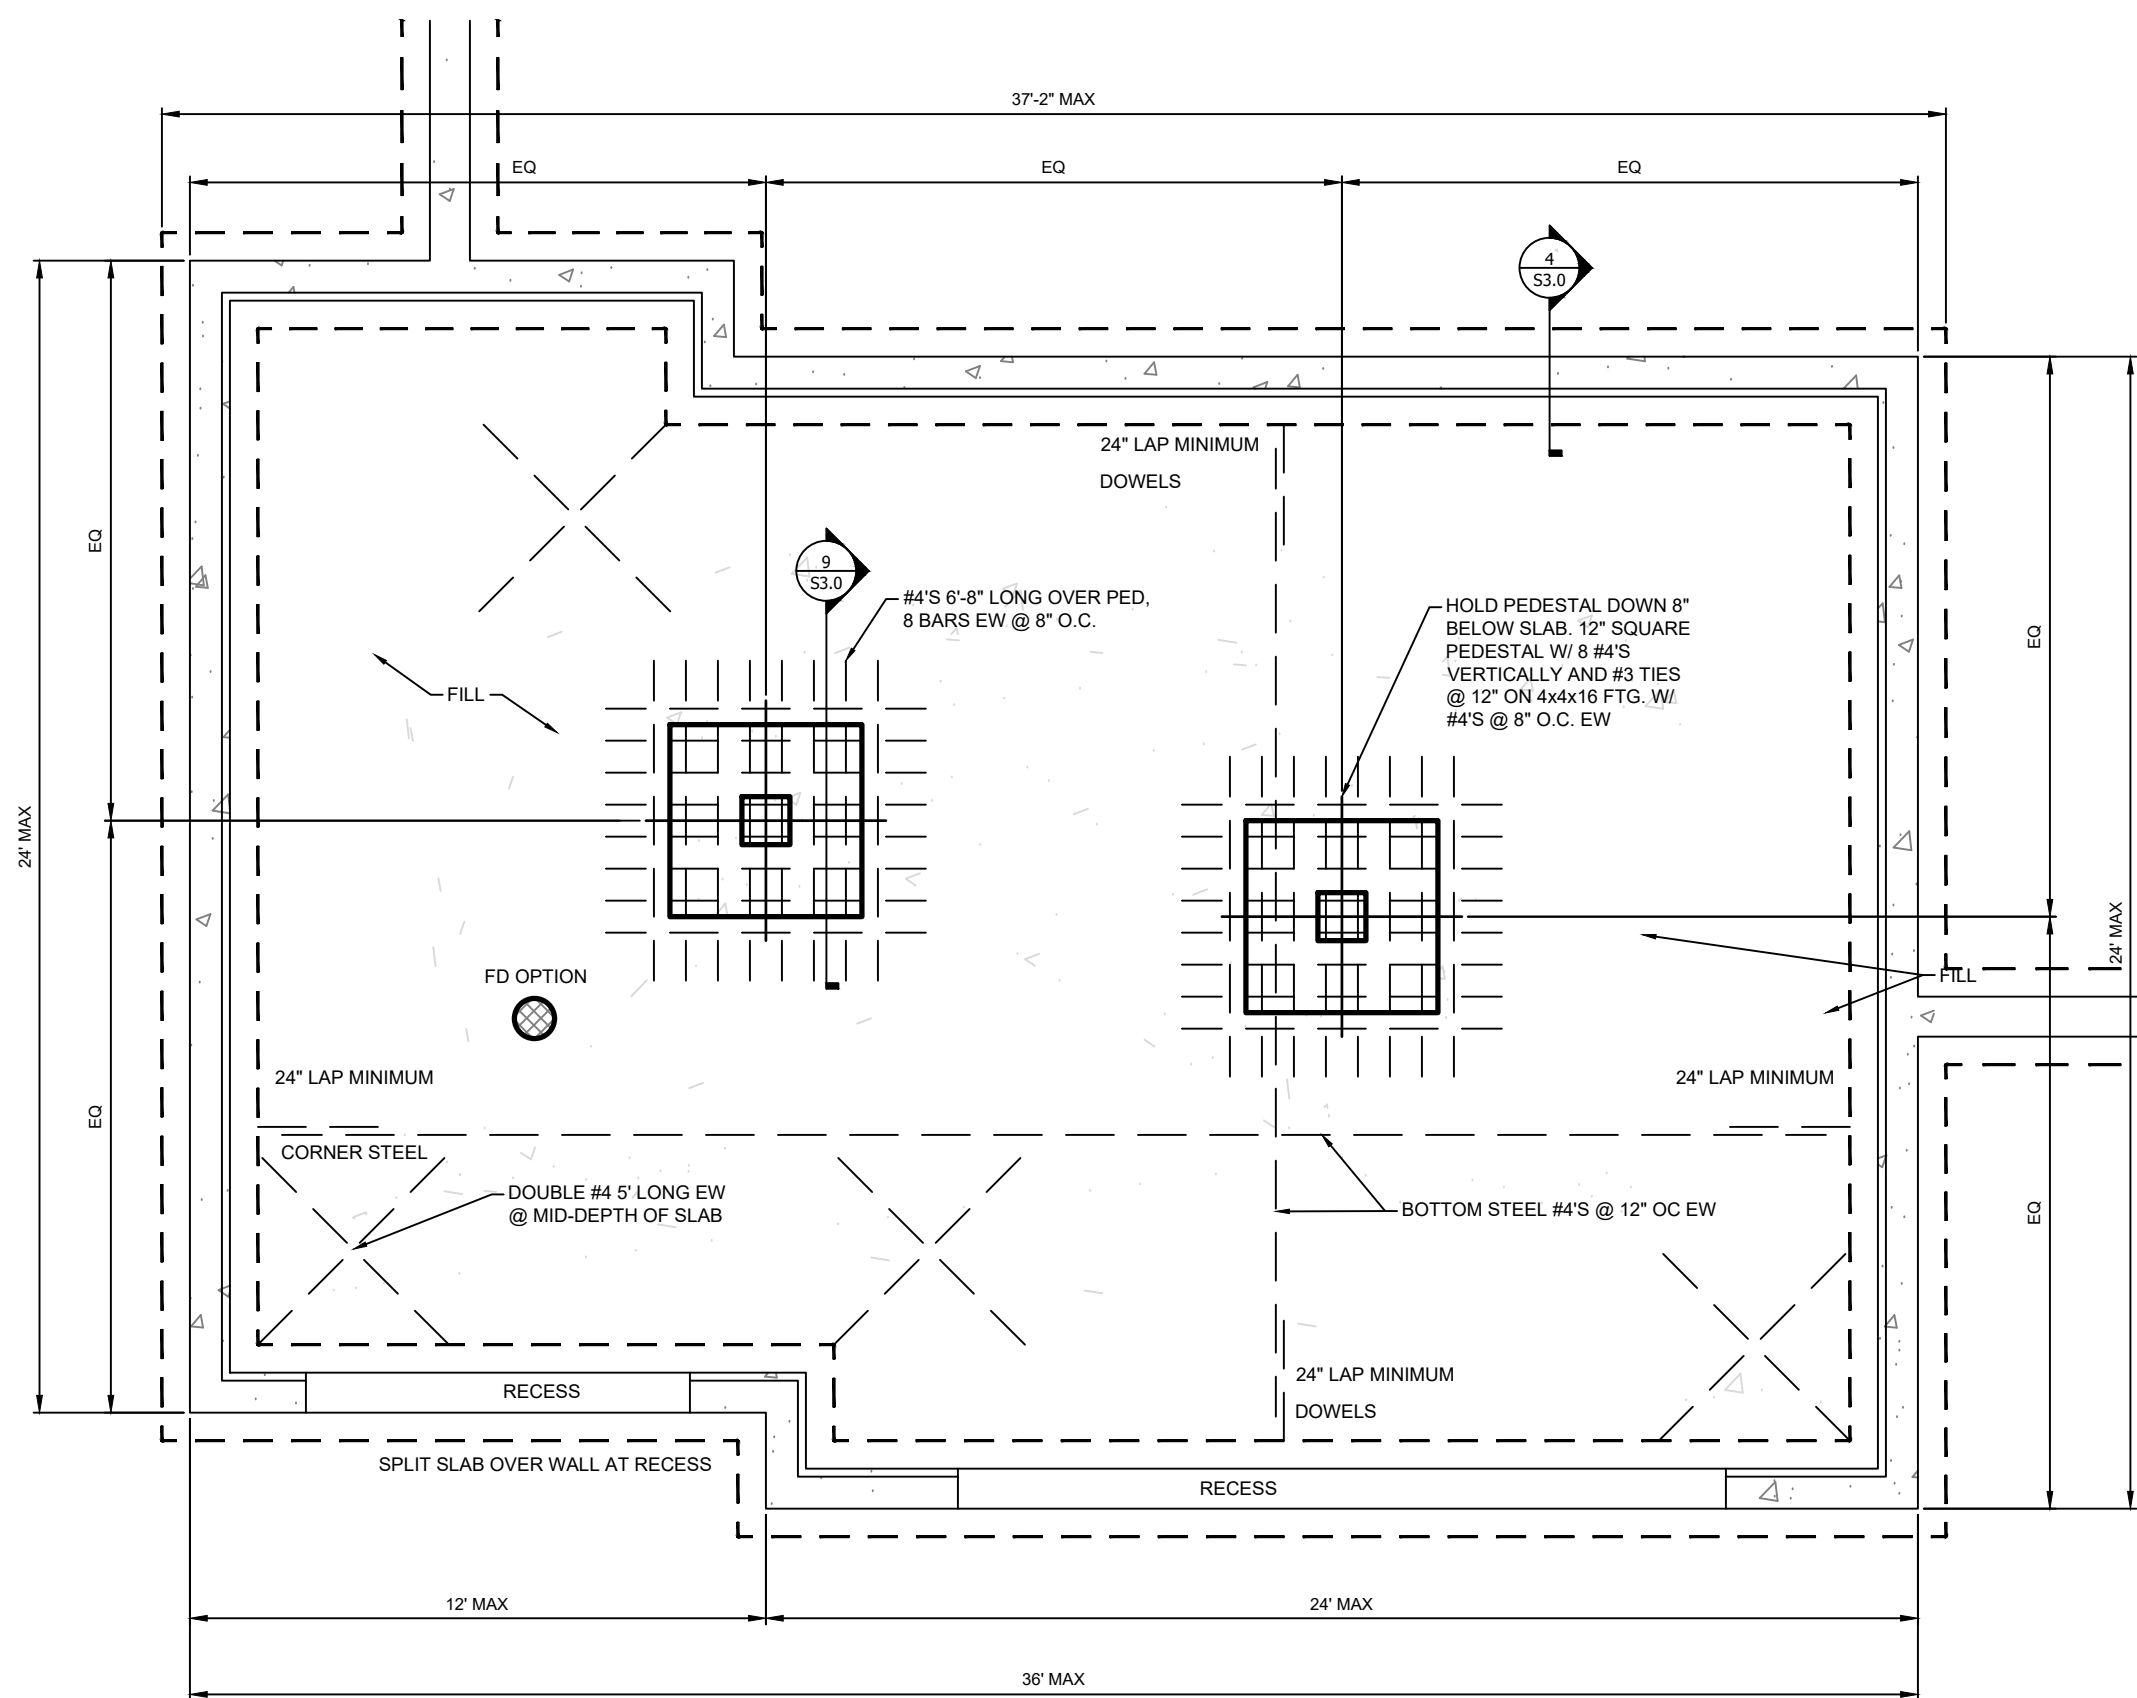 37'-2" MAX
EQ
EQ
EQ
4
S3.0
24" LAP MINIMUM
DOWELS
EQ
9
S3.0
#4'S 6'-8" LONG OVER PED,
8 BARS EW @ 8" O.C.
HOLD PEDESTAL DOWN 8"
BELOW SLAB. 12" SQUARE
PEDESTAL W/ 8 #4'S
VERTICALLY AND #3 TIES
@ 12" ON 4x4x16 FTG. W/
#4'S @ 8" O.C. EW
EQ
FILL
24' MAX
24' MAX
FILL
FD OPTION
24" LAP MINIMUM
24" LAP MINIMUM
EQ
CORNER STEEL
DOUBLE #4 5' LONG EW
@ MID-DEPTH OF SLAB
BOTTOM STEEL #4'S @ 12" OC EW
EQ
24" LAP MINIMUM
RECESS
DOWELS
SPLIT SLAB OVER WALL AT RECESS
RECESS
12' MAX
24' MAX
36' MAX